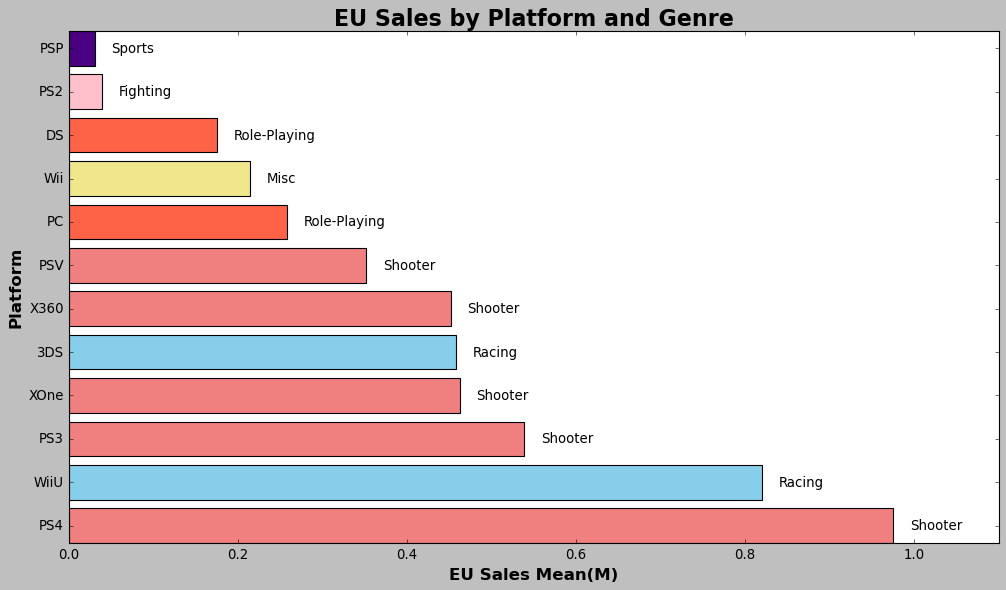 EU Sales by Platform and Genre
PSP Sports
PS2 Fighting
DS Role-Playing
Wii Misc
PC Role-Playing
PSV Shooter
X360 Shooter
3DS Racing
XOne Shooter
PS3 Shooter
WiiU Racing
PS4 Shooter
Platform
0.0 0.2 0.4 0.6 0.8 1.0
EU Sales Mean(M)